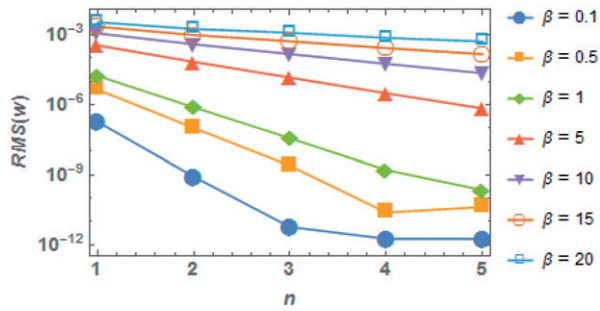 RMS(w)
10⁻³
10⁻⁶
10⁻⁹
10⁻¹²
1 2 3 4 5
n
β = 0.1
β = 0.5
β = 1
β = 5
β = 10
β = 15
β = 20